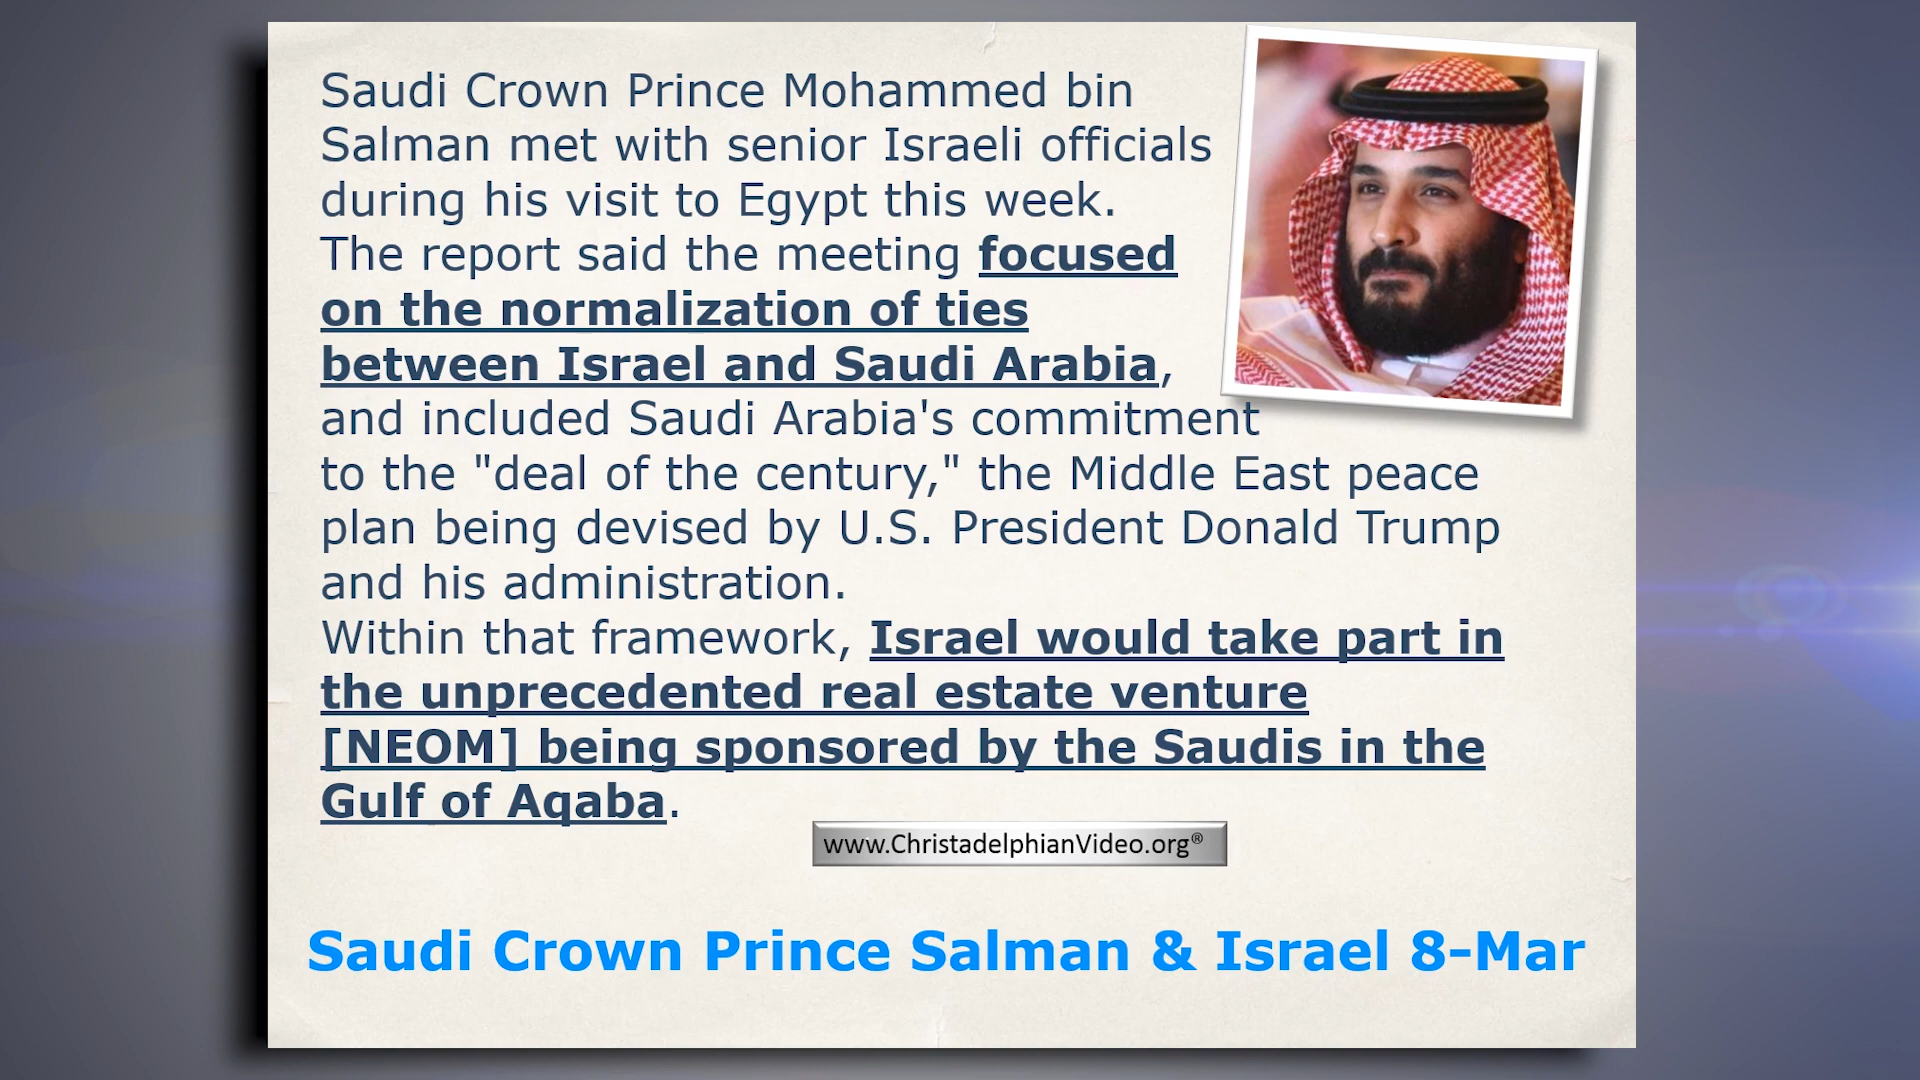 Saudi Crown Prince Mohammed bin
Salman met with senior Israeli officials
during his visit to Egypt this week.
The report said the meeting focused
on the normalization of ties
between Israel and Saudi Arabia,
and included Saudi Arabia's commitment
to the "deal of the century," the Middle East peace
plan being devised by U.S. President Donald Trump
and his administration.
Within that framework, Israel would take part in
the unprecedented real estate venture
[NEOM] being sponsored by the Saudis in the
Gulf of Aqaba.
www.ChristadelphianVideo.org®
Saudi Crown Prince Salman & Israel 8-Mar